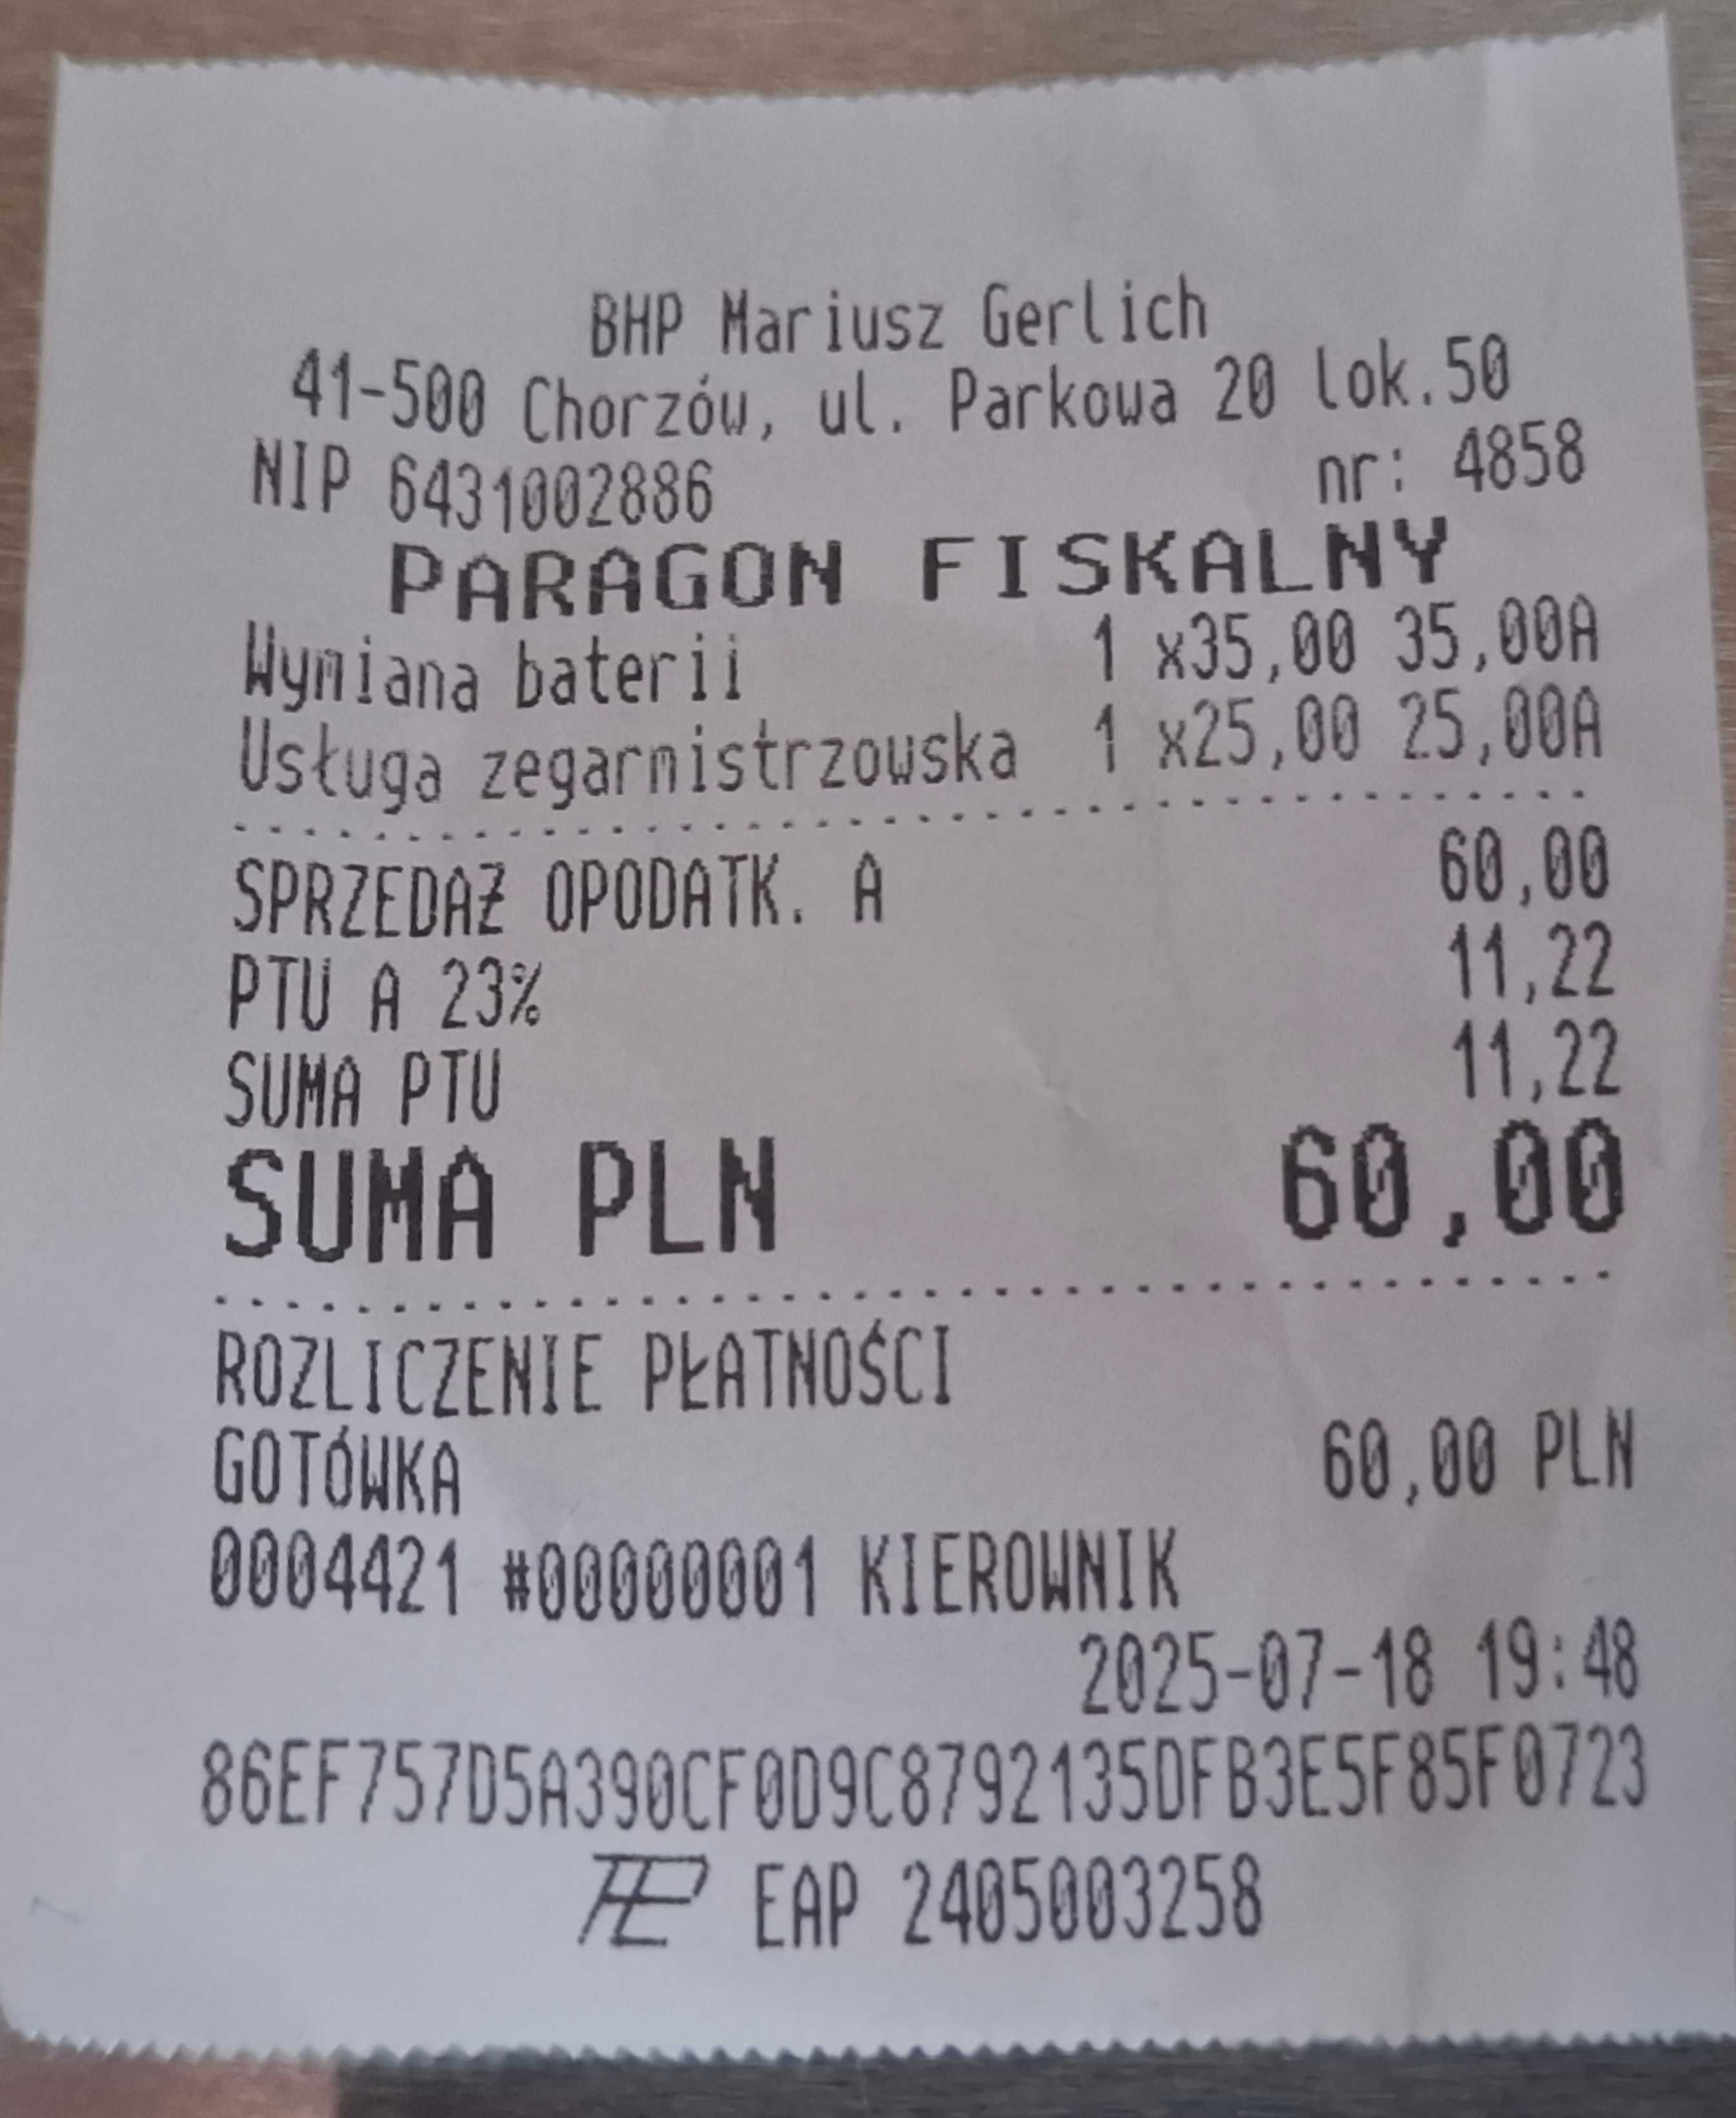 BHP Mariusz Gerlich
41-500 Chorzów, ul. Parkowa 20 lok.50
NIP 6431002886 nr: 4858
PARAGON FISKALNY
Wymiana baterii 1 x35,00 35,00A
Usługa zegarmistrzowska 1 x25,00 25,00A
SPRZEDAŻ OPODATK. A 60,00
PTU A 23% 11,22
SUMA PTU 11,22
SUMA PLN 60,00
ROZLICZENIE PŁATNOŚCI
GOTÓWKA 60,00 PLN
0004421 #00000001 KIEROWNIK
2025-07-18 19:48
86EF757D5A390CF0D9C8792135DFB3E5F85F0723
EAP 2405003258